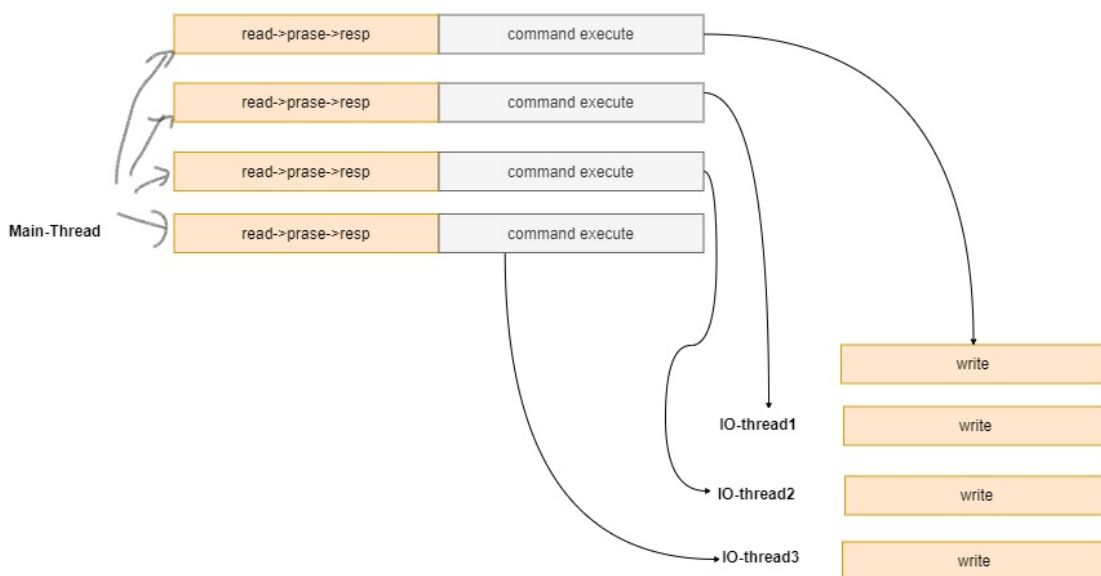 read->prase->resp command execute
read->prase->resp command execute
read->prase->resp command execute
Main-Thread read->prase->resp command execute
write
IO-thread1 write
IO-thread2 write
IO-thread3 write